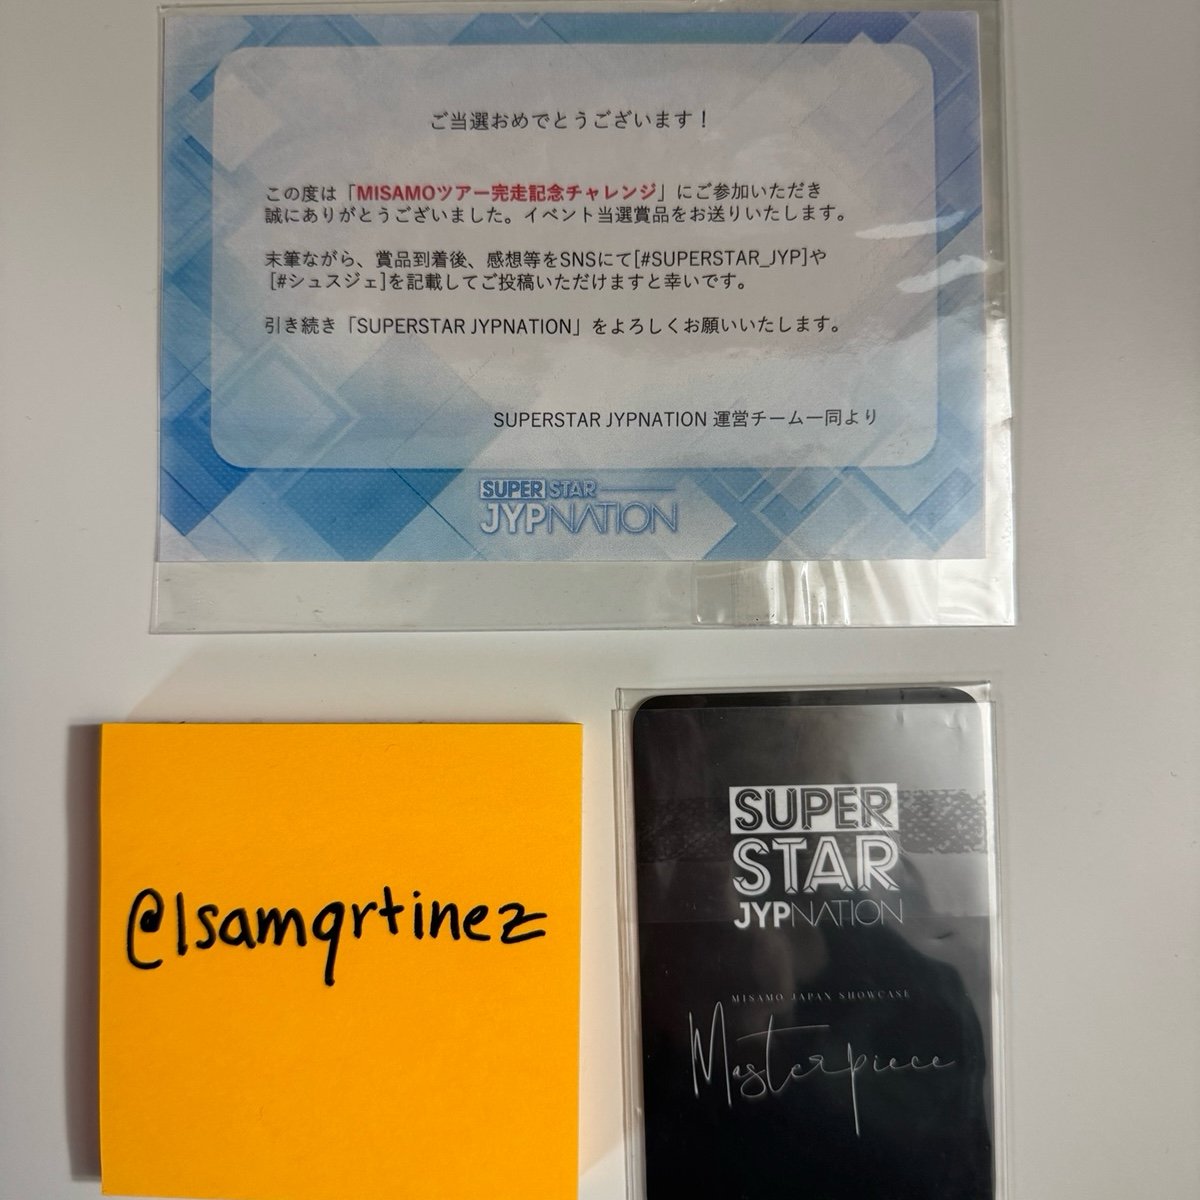 ご当選おめでとうございます！
この度は「MISAMOツアー完走記念チャレンジ」にご参加いただき
誠にありがとうございました。イベント当選賞品をお送りいたします。
末筆ながら、賞品到着後、感想等をSNSにて[#SUPERSTAR_JYP]や
[#シュスジェ]を記載してご投稿いただけますと幸いです。
引き続き「SUPERSTAR JYPNATION」をよろしくお願いいたします。
SUPERSTAR JYPNATION 運営チーム一同より
SUPER STAR
JYPNATION
@lsamqrtinez
SUPER
STAR
JYPNATION
MISAMO JAPAN SHOWCASE
Masterpiece